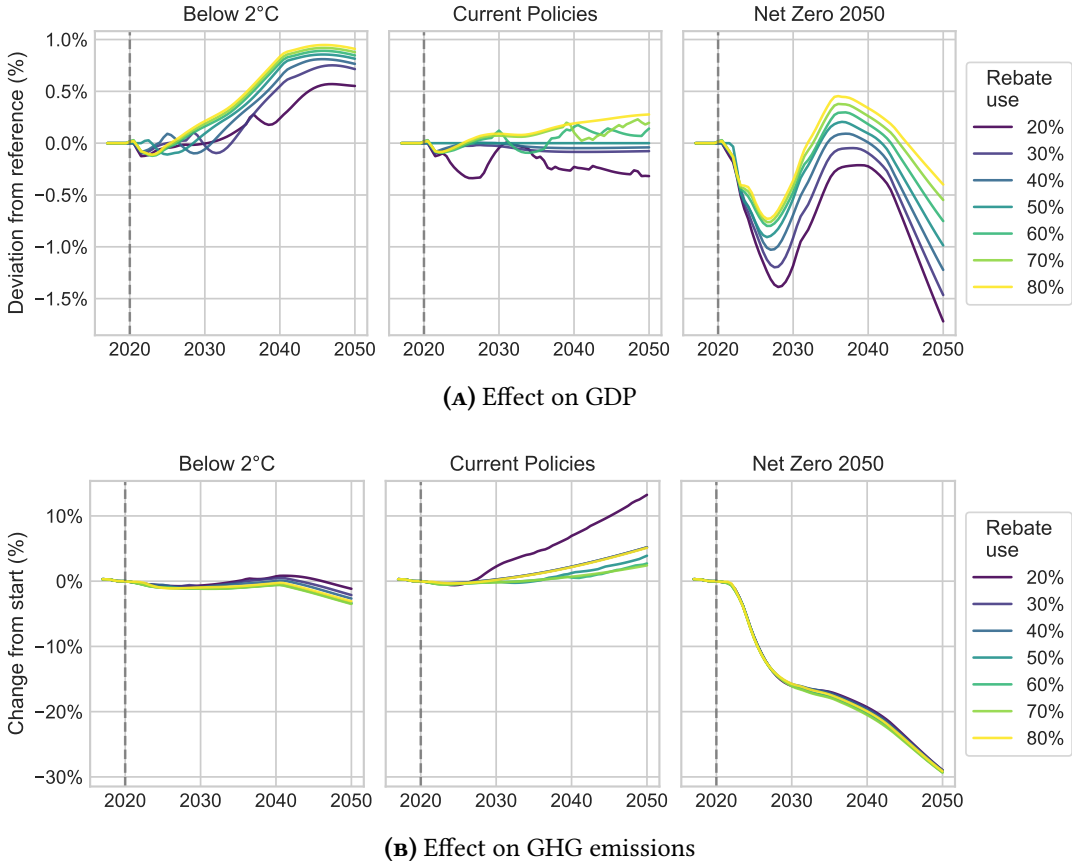 Below 2°C Current Policies Net Zero 2050
Deviation from reference (%)
1.0%
0.5%
0.0%
−0.5%
−1.0%
−1.5%
2020 2030 2040 2050 2020 2030 2040 2050 2020 2030 2040 2050
Rebate
use
20%
30%
40%
50%
60%
70%
80%
(A) Effect on GDP
Below 2°C Current Policies Net Zero 2050
Change from start (%)
10%
0%
−10%
−20%
−30%
2020 2030 2040 2050 2020 2030 2040 2050 2020 2030 2040 2050
Rebate
use
20%
30%
40%
50%
60%
70%
80%
(B) Effect on GHG emissions